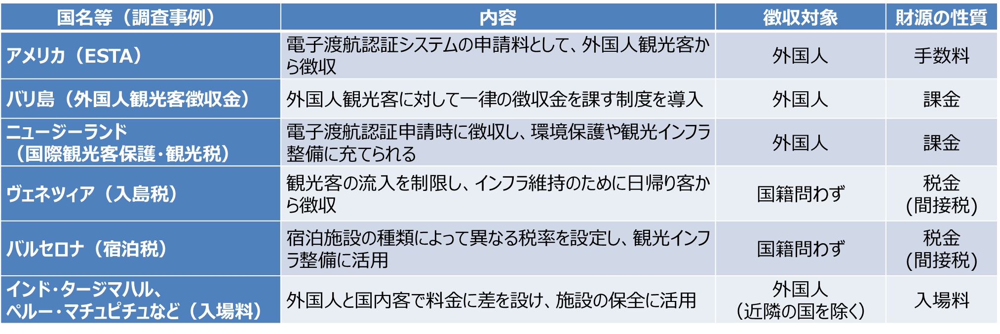 国名等（調査事例）
内容
徴収対象
財源の性質
アメリカ（ESTA）
電子渡航認証システムの申請料として、外国人観光客か
ら徴収
外国人
手数料
バリ島（外国人観光客徴収金）
外国人観光客に対して一律の徴収金を課す制度を導入
外国人
課金
ニュージーランド
（国際観光客保護・観光税）
電子渡航認証申請時に徴収し、環境保護や観光インフラ
整備に充てられる
外国人
課金
ヴェネツィア（入島税）
観光客の流入を制限し、インフラ維持のために日帰り客か
ら徴収
国籍問わず
税金
(間接税)
バルセロナ（宿泊税）
宿泊施設の種類によって異なる税率を設定し、観光インフ
ラ整備に活用
国籍問わず
税金
(間接税)
インド・タージマハル、
ペルー・マチュピチュなど（入場料）
外国人と国内客で料金に差を設け、施設の保全に活用
外国人
（近隣の国を除く）
入場料